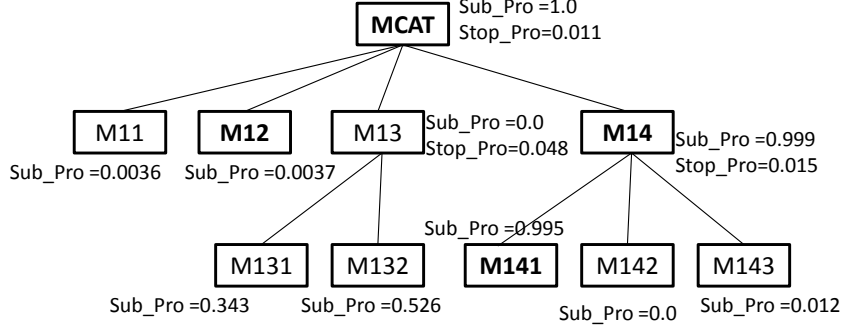 MCAT
Sub_Pro=1.0
Stop_Pro=0.011
M11
M12
M13
Sub_Pro =0.0
Stop_Pro=0.048
M14
Sub_Pro =0.999
Stop_Pro=0.015
Sub_Pro =0.0036
Sub_Pro =0.0037
Sub_Pro =0.995
M131
M132
M141
M142
M143
Sub_Pro =0.343
Sub_Pro =0.526
Sub_Pro =0.0
Sub_Pro =0.012